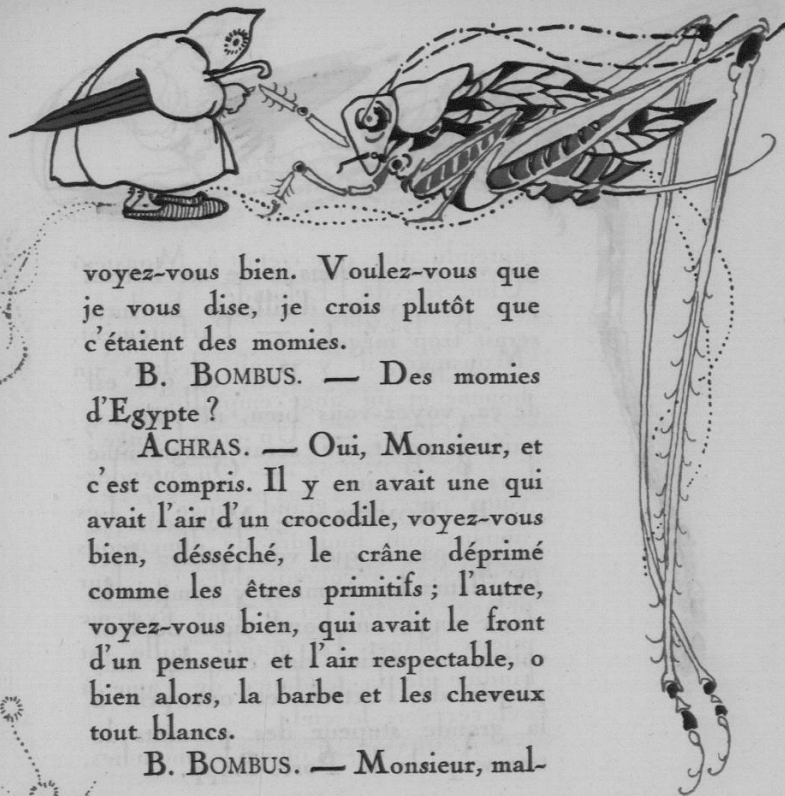 voyez-vous bien. Voulez-vous que
je vous dise, je crois plutôt que
c'étaient des momies.
B. BOMBUS. — Des momies
d'Egypte ?
ACHRAS. — Oui, Monsieur, et
c'est compris. Il y en avait une qui
avait l'air d'un crocodile, voyez-vous
bien, désséché, le crâne déprimé
comme les êtres primitifs ; l'autre,
voyez-vous bien, qui avait le front
d'un penseur et l'air respectable, o
bien alors, la barbe et les cheveux
tout blancs.
B. BOMBUS. — Monsieur, mal-